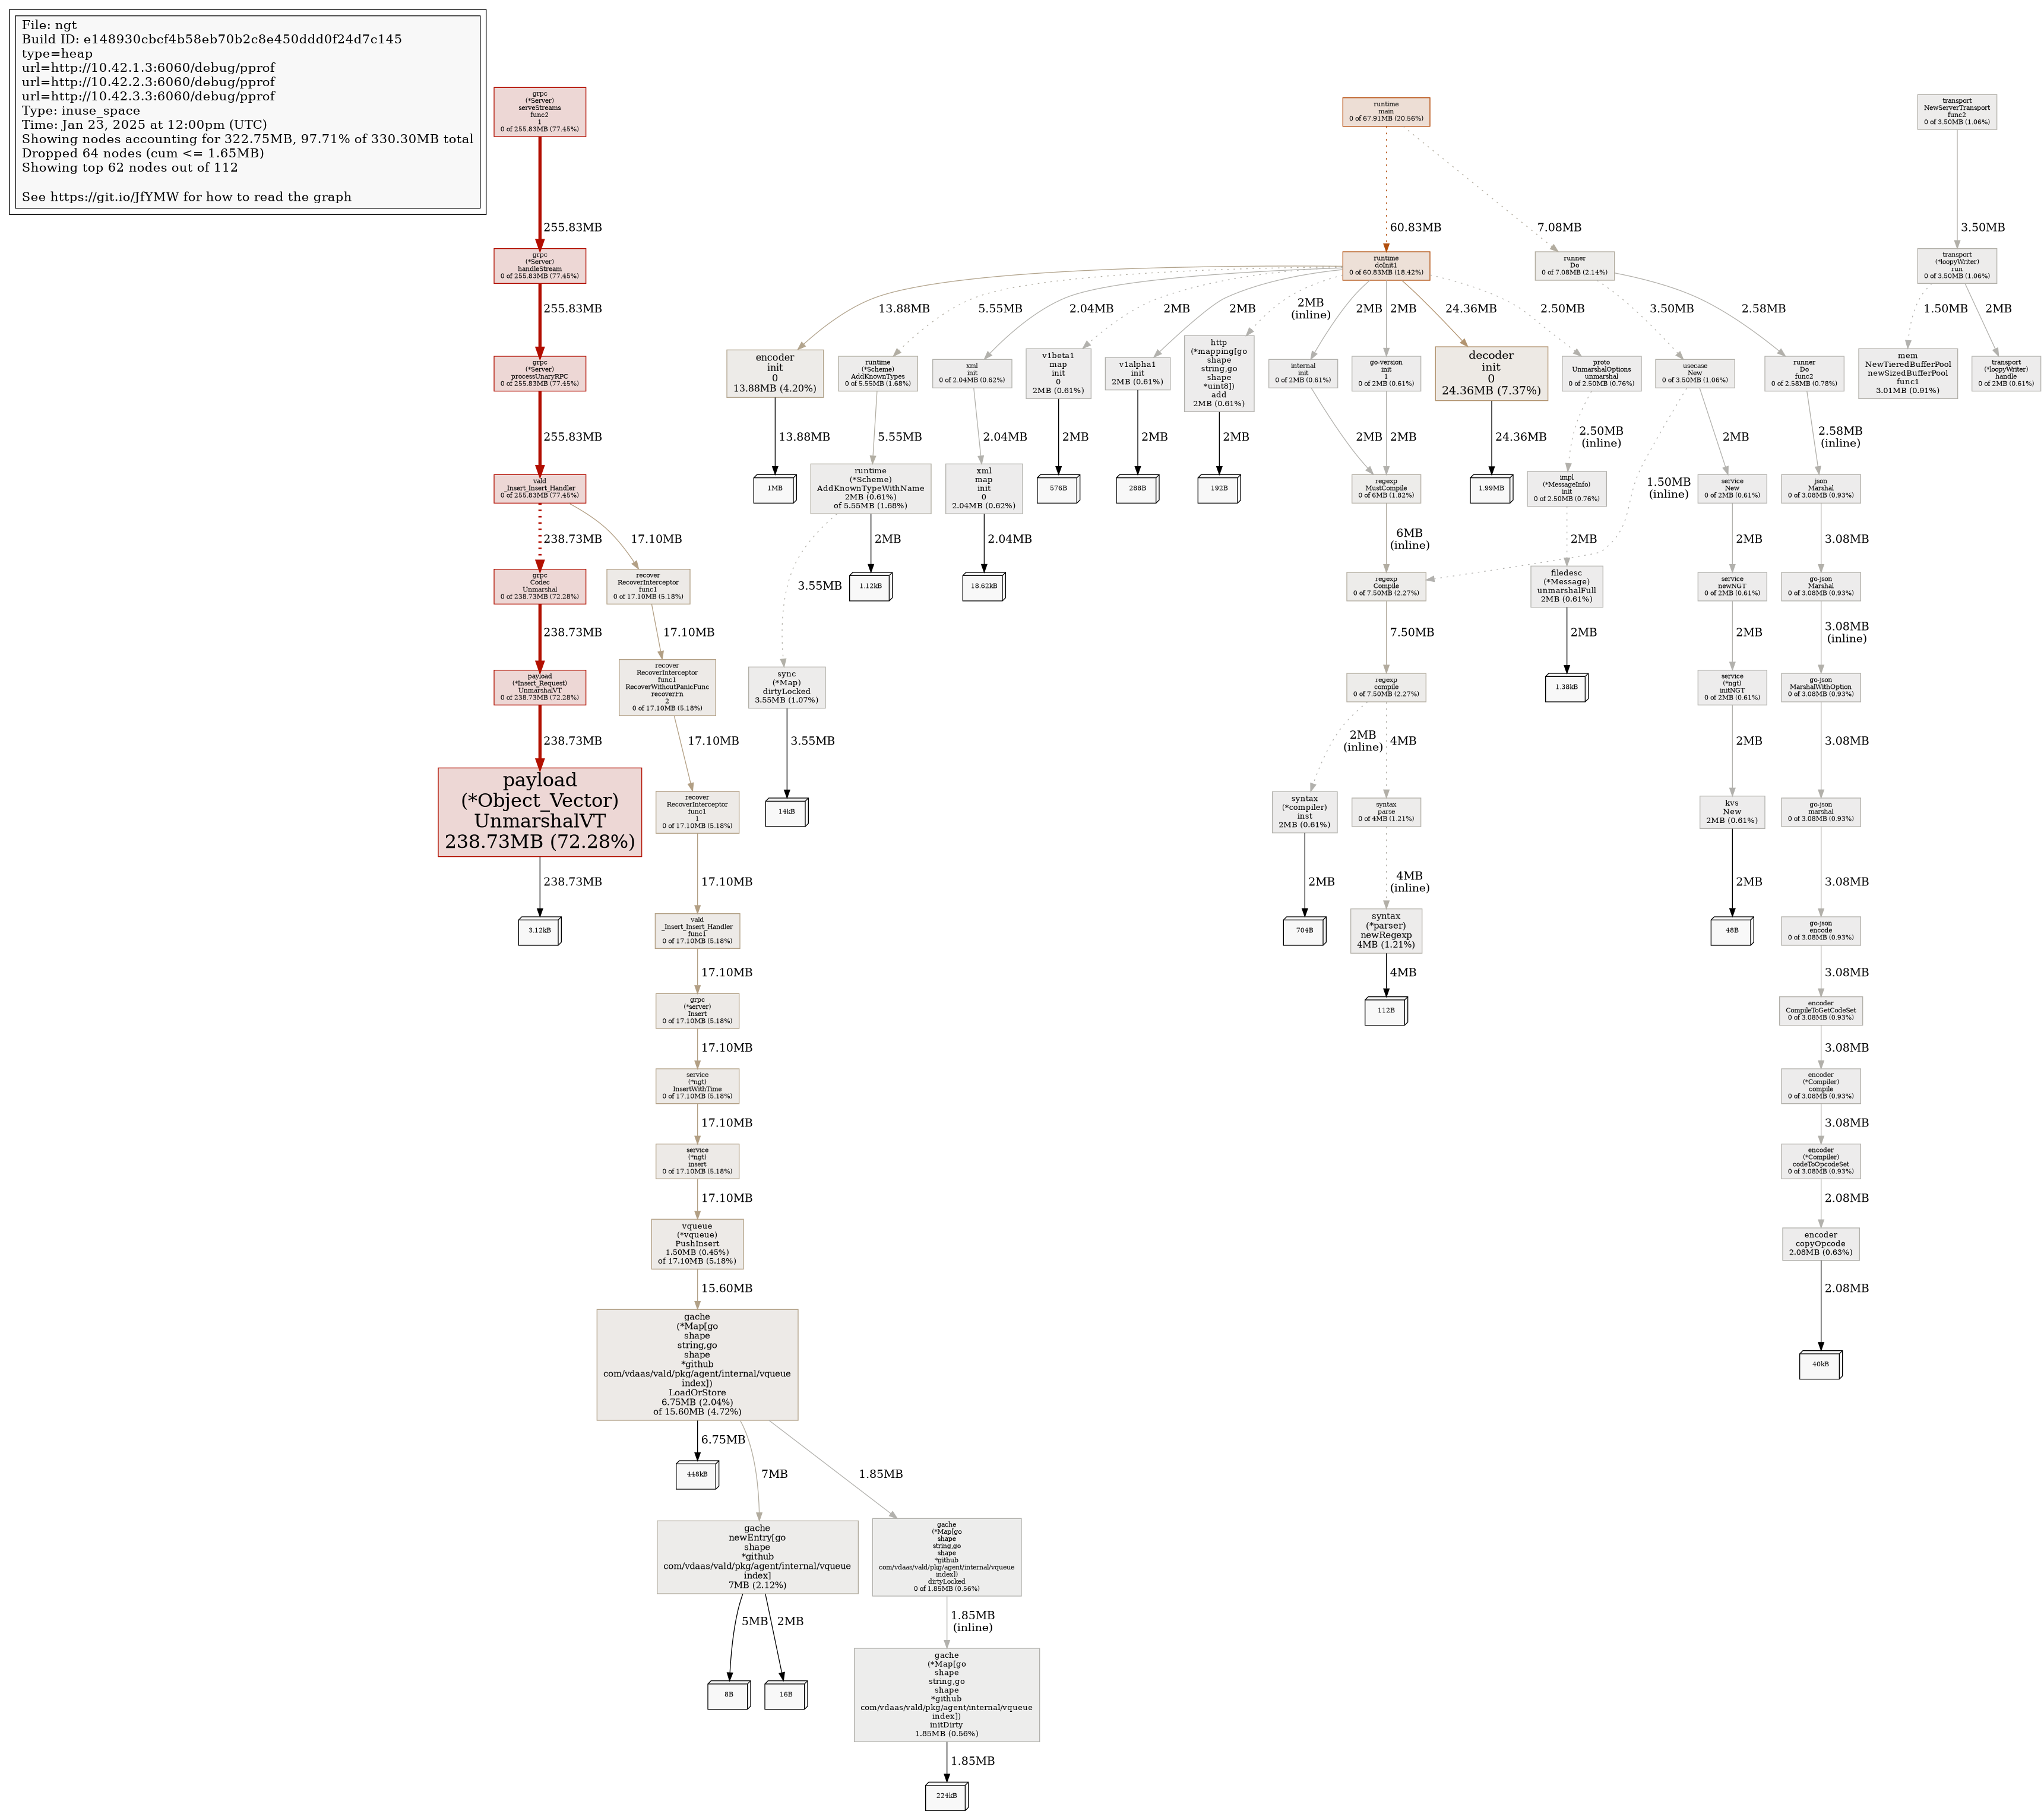 File: ngt
Build ID: e148930cbcf4b58eb70b2c8e450ddd0f24d7c145
type=heap
url=http://10.42.1.3:6060/debug/pprof
url=http://10.42.2.3:6060/debug/pprof
url=http://10.42.3.3:6060/debug/pprof
Type: inuse_space
Time: Jan 23, 2025 at 12:00pm (UTC)
Showing nodes accounting for 322.75MB, 97.71% of 330.30MB total
Dropped 64 nodes (cum <= 1.65MB)
Showing top 62 nodes out of 112
See https://git.io/JfYMW for how to read the graph
grpc
(*Server)
serveStreams
func2
1
0 of 255.83MB (77.45%)
255.83MB
grpc
(*Server)
handleStream
0 of 255.83MB (77.45%)
255.83MB
grpc
(*Server)
processUnaryRPC
0 of 255.83MB (77.45%)
255.83MB
vald
_Insert_Insert_Handler
0 of 255.83MB (77.45%)
238.73MB
17.10MB
grpc
Codec
Unmarshal
0 of 238.73MB (72.28%)
238.73MB
payload
(*Insert_Request)
UnmarshalVT
0 of 238.73MB (72.28%)
238.73MB
payload
(*Object_Vector)
UnmarshalVT
238.73MB (72.28%)
238.73MB
3.12kB
recover
RecoverInterceptor
func1
0 of 17.10MB (5.18%)
17.10MB
recover
RecoverInterceptor
func1
RecoverWithoutPanicFunc
recoverFn
2
0 of 17.10MB (5.18%)
17.10MB
recover
RecoverInterceptor
func1
1
0 of 17.10MB (5.18%)
17.10MB
vald
_Insert_Insert_Handler
func1
0 of 17.10MB (5.18%)
17.10MB
grpc
(*server)
Insert
0 of 17.10MB (5.18%)
17.10MB
service
(*ngt)
InsertWithTime
0 of 17.10MB (5.18%)
17.10MB
service
(*ngt)
insert
0 of 17.10MB (5.18%)
17.10MB
vqueue
(*vqueue)
PushInsert
1.50MB (0.45%)
of 17.10MB (5.18%)
15.60MB
gache
(*Map[go
shape
string,go
shape
*github
com/vdaas/vald/pkg/agent/internal/vqueue
index])
LoadOrStore
6.75MB (2.04%)
of 15.60MB (4.72%)
6.75MB
448kB
7MB
1.85MB
gache
newEntry[go
shape
*github
com/vdaas/vald/pkg/agent/internal/vqueue
index]
7MB (2.12%)
5MB
2MB
8B
16B
gache
(*Map[go
shape
string,go
shape
*github
com/vdaas/vald/pkg/agent/internal/vqueue
index])
dirtyLocked
0 of 1.85MB (0.56%)
1.85MB
(inline)
gache
(*Map[go
shape
string,go
shape
*github
com/vdaas/vald/pkg/agent/internal/vqueue
index])
initDirty
1.85MB (0.56%)
1.85MB
224kB
runtime
main
0 of 67.91MB (20.56%)
60.83MB
7.08MB
runtime
doInit1
0 of 60.83MB (18.42%)
13.88MB
5.55MB
2.04MB
2MB
2MB
2MB
(inline)
2MB
2MB
24.36MB
2.50MB
encoder
init
0
13.88MB (4.20%)
13.88MB
1MB
runtime
(*Scheme)
AddKnownTypes
0 of 5.55MB (1.68%)
5.55MB
runtime
(*Scheme)
AddKnownTypeWithName
2MB (0.61%)
of 5.55MB (1.68%)
2MB
1.12kB
3.55MB
sync
(*Map)
dirtyLocked
3.55MB (1.07%)
3.55MB
14kB
xml
init
0 of 2.04MB (0.62%)
2.04MB
xml
map
init
0
2.04MB (0.62%)
2.04MB
18.62kB
v1beta1
map
init
0
2MB (0.61%)
2MB
576B
v1alpha1
init
2MB (0.61%)
2MB
288B
http
(*mapping[go
shape
string,go
shape
*uint8])
add
2MB (0.61%)
2MB
192B
internal
init
0 of 2MB (0.61%)
2MB
go-version
init
1
0 of 2MB (0.61%)
2MB
regexp
MustCompile
0 of 6MB (1.82%)
6MB
(inline)
regexp
Compile
0 of 7.50MB (2.27%)
7.50MB
regexp
compile
0 of 7.50MB (2.27%)
2MB
(inline)
4MB
syntax
(*compiler)
inst
2MB (0.61%)
2MB
704B
syntax
parse
0 of 4MB (1.21%)
4MB
(inline)
syntax
(*parser)
newRegexp
4MB (1.21%)
4MB
112B
decoder
init
0
24.36MB (7.37%)
24.36MB
1.99MB
proto
UnmarshalOptions
unmarshal
0 of 2.50MB (0.76%)
2.50MB
(inline)
impl
(*MessageInfo)
init
0 of 2.50MB (0.76%)
2MB
filedesc
(*Message)
unmarshalFull
2MB (0.61%)
2MB
1.38kB
runner
Do
0 of 7.08MB (2.14%)
3.50MB
2.58MB
usecase
New
0 of 3.50MB (1.06%)
1.50MB
(inline)
2MB
service
New
0 of 2MB (0.61%)
2MB
service
newNGT
0 of 2MB (0.61%)
2MB
service
(*ngt)
initNGT
0 of 2MB (0.61%)
2MB
kvs
New
2MB (0.61%)
2MB
48B
runner
Do
func2
0 of 2.58MB (0.78%)
2.58MB
(inline)
json
Marshal
0 of 3.08MB (0.93%)
3.08MB
go-json
Marshal
0 of 3.08MB (0.93%)
3.08MB
(inline)
go-json
MarshalWithOption
0 of 3.08MB (0.93%)
3.08MB
go-json
marshal
0 of 3.08MB (0.93%)
3.08MB
go-json
encode
0 of 3.08MB (0.93%)
3.08MB
encoder
CompileToGetCodeSet
0 of 3.08MB (0.93%)
3.08MB
encoder
(*Compiler)
compile
0 of 3.08MB (0.93%)
3.08MB
encoder
(*Compiler)
codeToOpcodeSet
0 of 3.08MB (0.93%)
2.08MB
encoder
copyOpcode
2.08MB (0.63%)
2.08MB
40kB
transport
NewServerTransport
func2
0 of 3.50MB (1.06%)
3.50MB
transport
(*loopyWriter)
run
0 of 3.50MB (1.06%)
1.50MB
2MB
mem
NewTieredBufferPool
newSizedBufferPool
func1
3.01MB (0.91%)
transport
(*loopyWriter)
handle
0 of 2MB (0.61%)